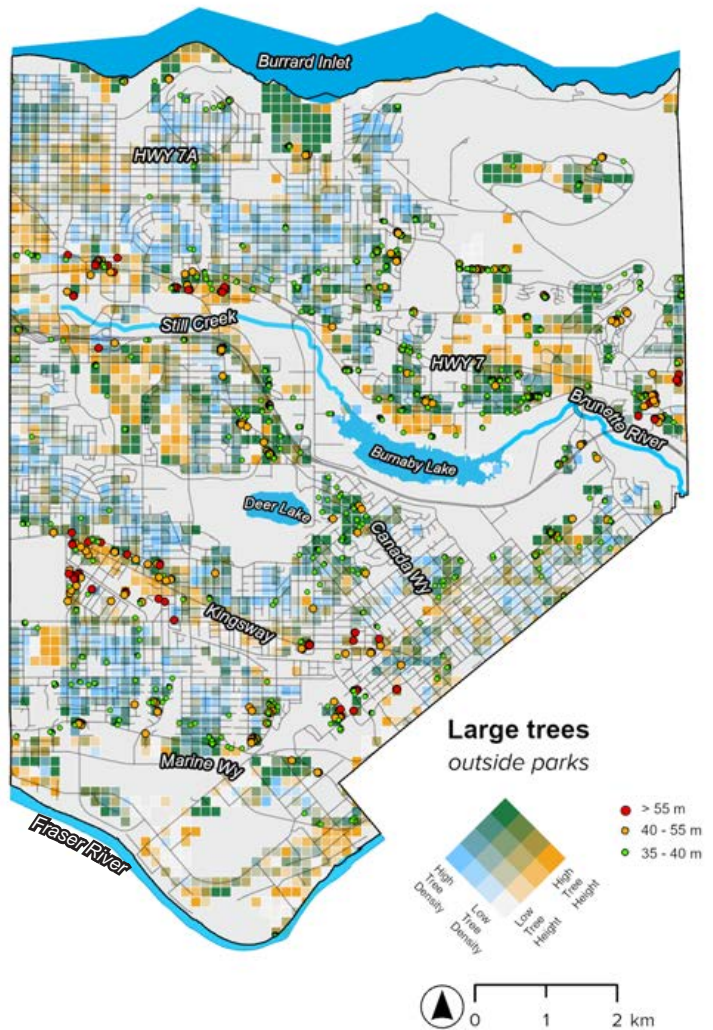 Burrard Inlet
HWY 7A
Still Creek
HWY 7
Brunette River
Burnaby Lake
Deer Lake
Canada Wy
Kingsway
Marine Wy
Fraser River
Large trees
outside parks
> 55 m
40 - 55 m
35 - 40 m
High
Tree
Density
Low
Tree
Density
Low
Tree
Height
High
Tree
Height
0 1 2 km